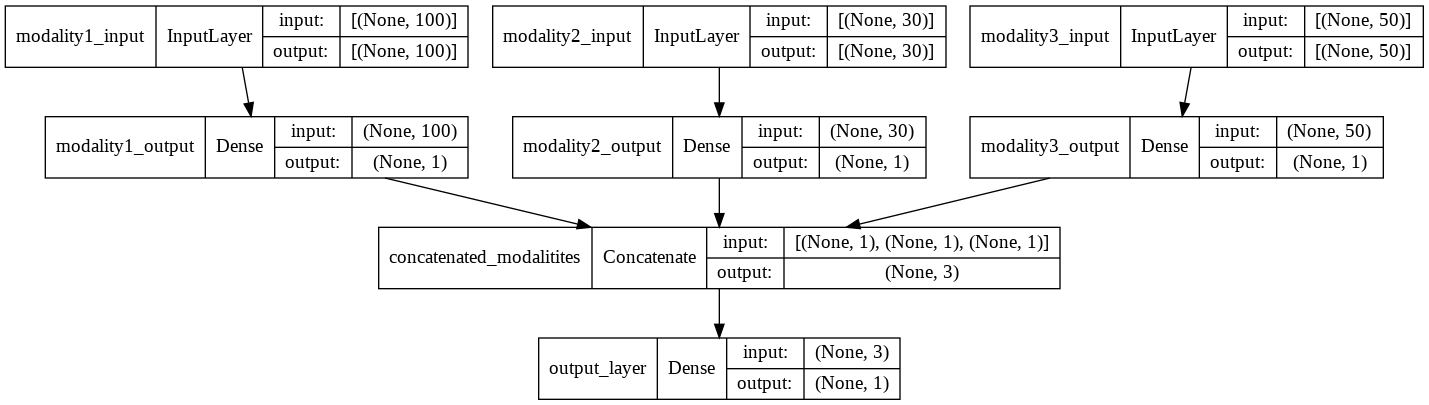 modality1_input InputLayer input: [(None, 100)]
output: [(None, 100)]
modality2_input InputLayer input: [(None, 30)]
output: [(None, 30)]
modality3_input InputLayer input: [(None, 50)]
output: [(None, 50)]
modality1_output Dense input: (None, 100)
output: (None, 1)
modality2_output Dense input: (None, 30)
output: (None, 1)
modality3_output Dense input: (None, 50)
output: (None, 1)
concatenated_modalitites Concatenate input: [(None, 1), (None, 1), (None, 1)]
output: (None, 3)
output_layer Dense input: (None, 3)
output: (None, 1)